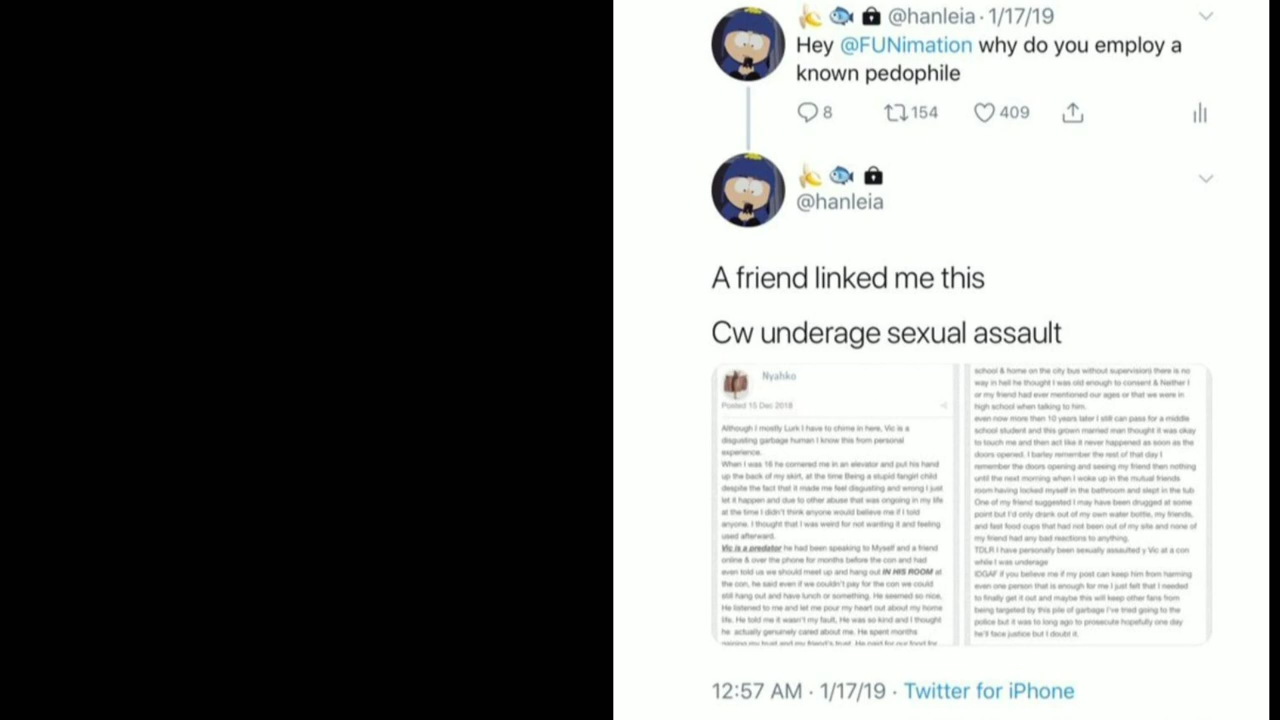 @hanleia · 1/17/19
Hey @FUNimation why do you employ a
known pedophile
8 154 409
@hanleia
A friend linked me this
Cw underage sexual assault
Nyahko
Posted 15 Dec 2018
Although I mostly Lurk I have to chime in here, Vic is a
disgusting garbage human I know this from personal
experience.
When I was 16 he cornered me in an elevator and put his hand
up the back of my skirt, at the time Being a stupid fangirl child
despite the fact that it made me feel disgusting and wrong I just
let it happen and due to other abuse that was ongoing in my life
at the time I didn't think anyone would believe me if I told
anyone. I thought that I was weird for not wanting it and feeling
used afterward.
Vic is a predator he had been speaking to Myself and a friend
online & over the phone for months before the con and had
even told us we should meet up and hang out IN HIS ROOM at
the con, he said even if we couldn't pay for the con we could
still hang out and have lunch or something. He seemed so nice,
He listened to me and let me pour my heart out about my home
life. He told me it wasn't my fault, He was so kind and I thought
he actually genuinely cared about me. He spent months
gaining my trust and my friend's trust. He paid for our food for
school & home on the city bus without supervision) there is no
way in hell he thought I was old enough to consent & Neither I
or my friend had ever mentioned our ages or that we were in
high school when talking to him.
even now more then 10 years later I still can pass for a middle
school student and this grown married man thought it was okay
to touch me and then act like it never happened as soon as the
doors opened. I barley remember the rest of that day I
remember the doors opening and seeing my friend then nothing
until the next morning when I woke up in the mutual friends
room having locked myself in the bathroom and slept in the tub
One of my friend suggested I may have been drugged at some
point but I'd only drank out of my own water bottle, my friends,
and fast food cups that had not been out of my site and none of
my friend had any bad reactions to anything.
TDLR I have personally been sexually assaulted y Vic at a con
while I was underage
IDGAF if you believe me if my post can keep him from harming
even one person that is enough for me I just felt that I needed
to finally get it out and maybe this will keep other fans from
being targeted by this pile of garbage I've tried going to the
police but it was to long ago to prosecute hopefully one day
he'll face justice but I doubt it.
12:57 AM · 1/17/19 · Twitter for iPhone